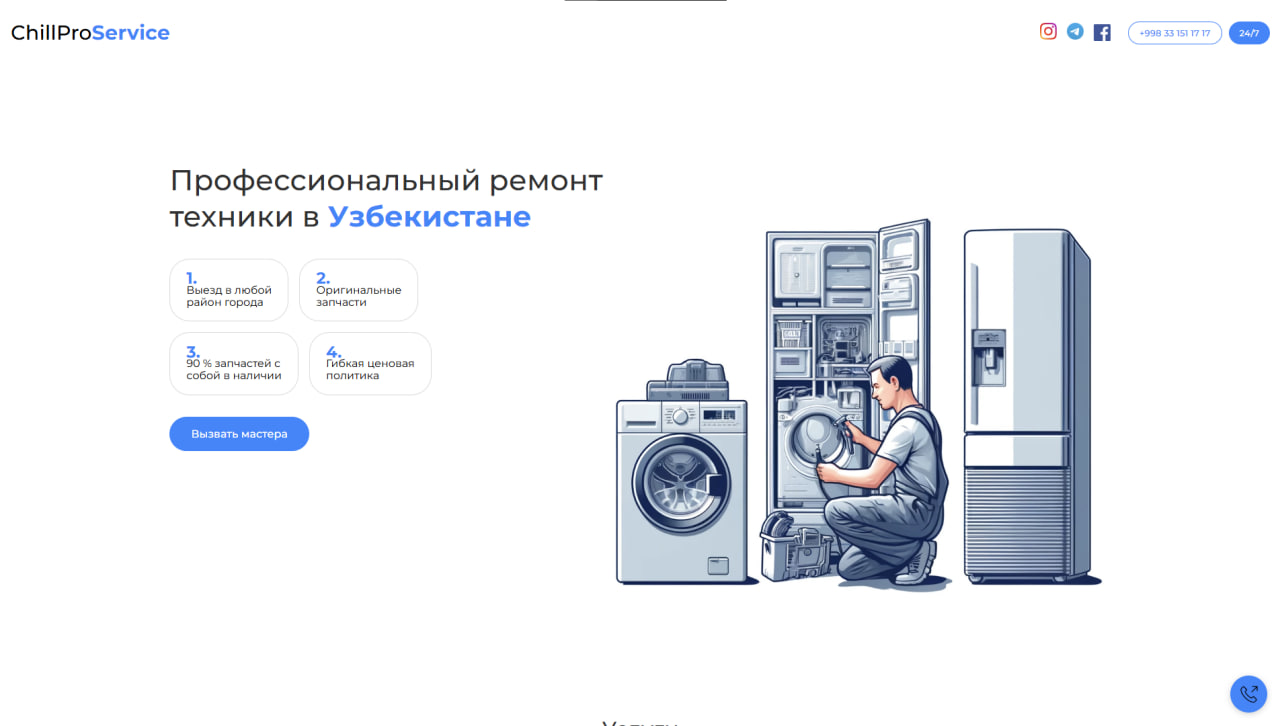 ChillProService
+998 33 151 17 17
24/7
Профессиональный ремонт
техники в Узбекистане
1.
Выезд в любой
район города
2.
Оригинальные
запчасти
3.
90 % запчастей с
собой в наличии
4.
Гибкая ценовая
политика
Вызвать мастера